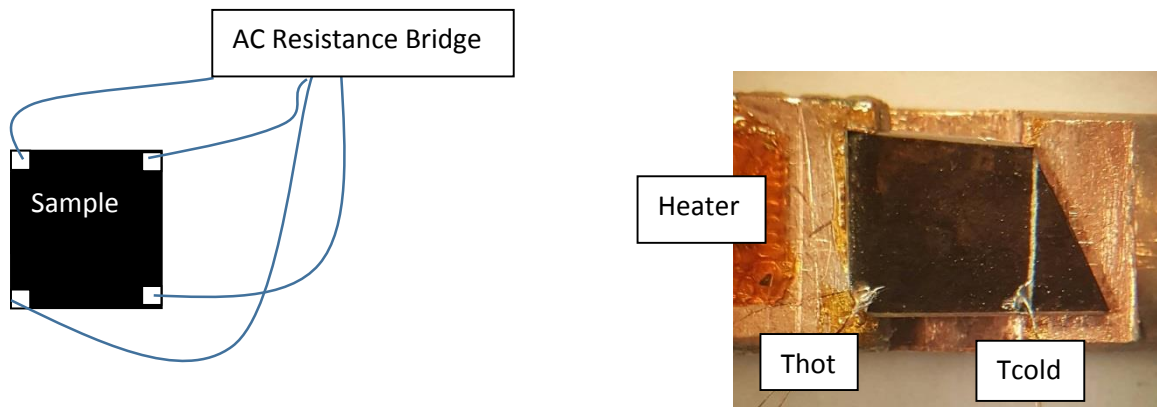 AC Resistance Bridge
Sample
Heater
Thot
Tcold